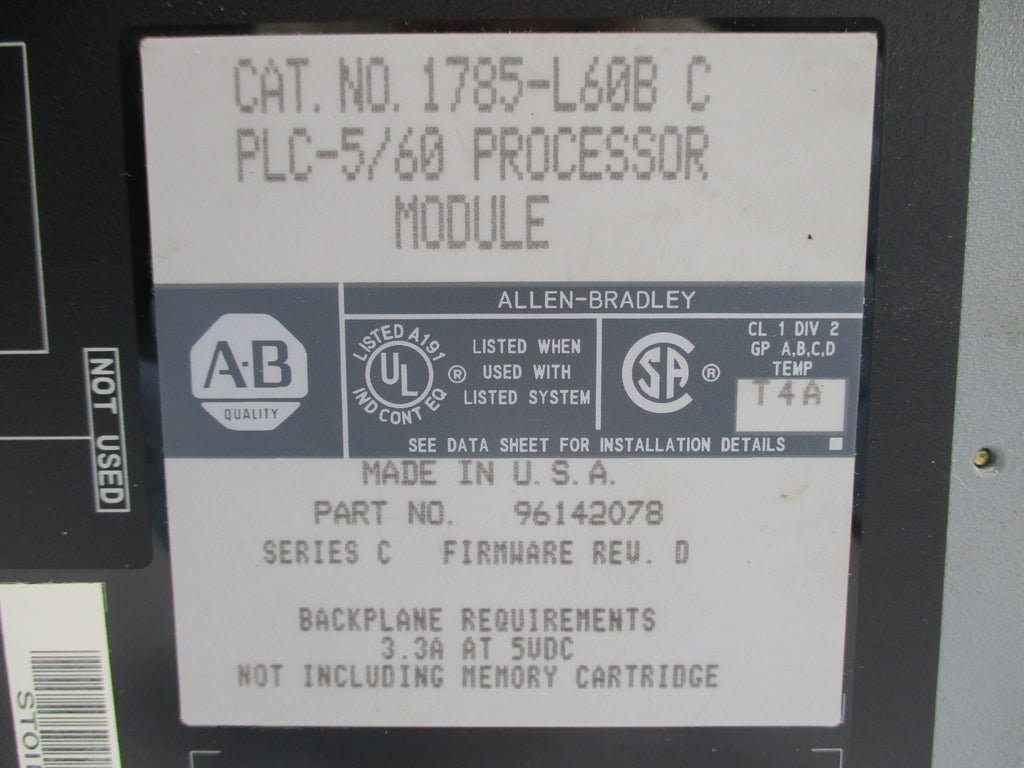 CAT. NO. 1785-L60B C
PLC-5/60 PROCESSOR
MODULE
ALLEN-BRADLEY
A-B
QUALITY
LISTED A191
UL
®
IND CONT EQ
LISTED WHEN
USED WITH
LISTED SYSTEM
SA
®
CL 1 DIV 2
GP A,B,C,D
TEMP
T4A
SEE DATA SHEET FOR INSTALLATION DETAILS
MADE IN U.S.A.
PART NO. 96142078
SERIES C FIRMWARE REV. D
BACKPLANE REQUIREMENTS
3.3A AT 5VDC
NOT INCLUDING MEMORY CARTRIDGE
NOT USED